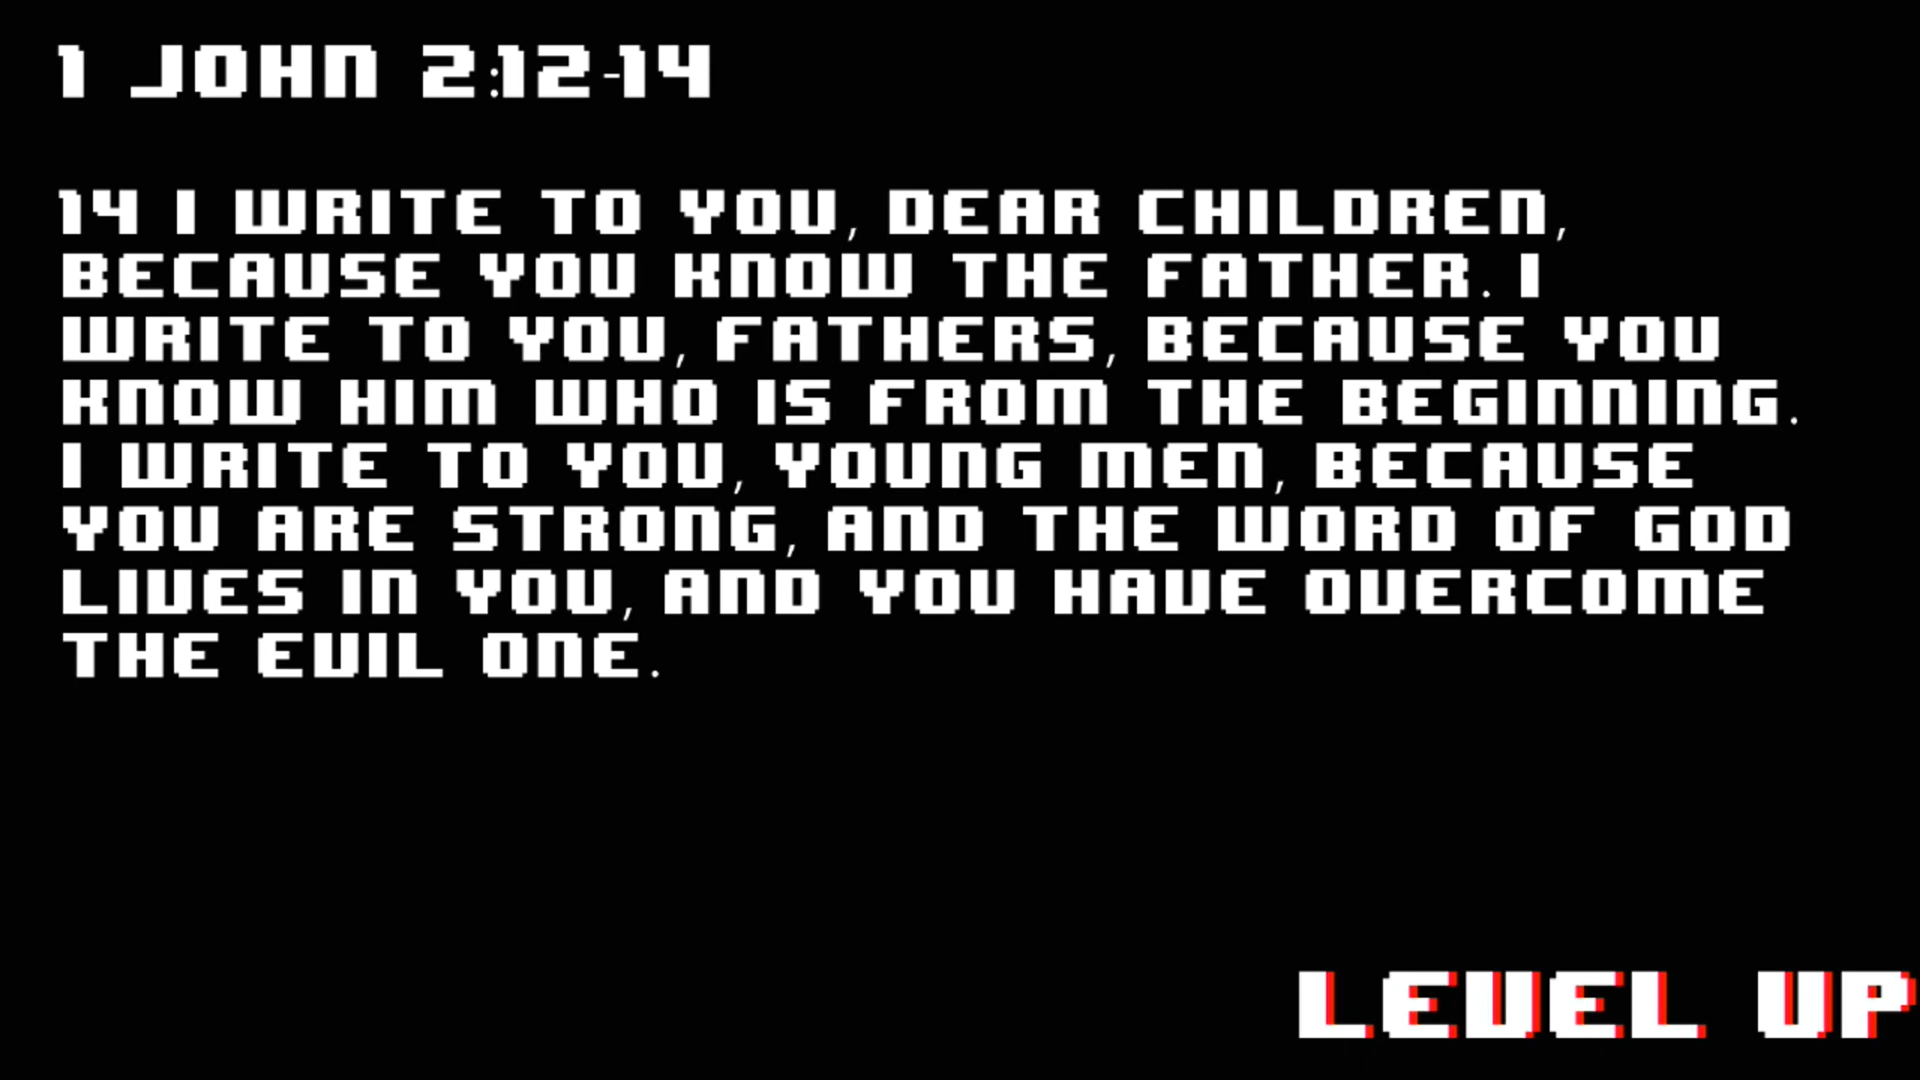 1 JOHN 2:12-14
14 I WRITE TO YOU, DEAR CHILDREN,
BECAUSE YOU KNOW THE FATHER. I
WRITE TO YOU, FATHERS, BECAUSE YOU
KNOW HIM WHO IS FROM THE BEGINNING.
I WRITE TO YOU, YOUNG MEN, BECAUSE
YOU ARE STRONG, AND THE WORD OF GOD
LIVES IN YOU, AND YOU HAVE OVERCOME
THE EVIL ONE.
LEVEL UP